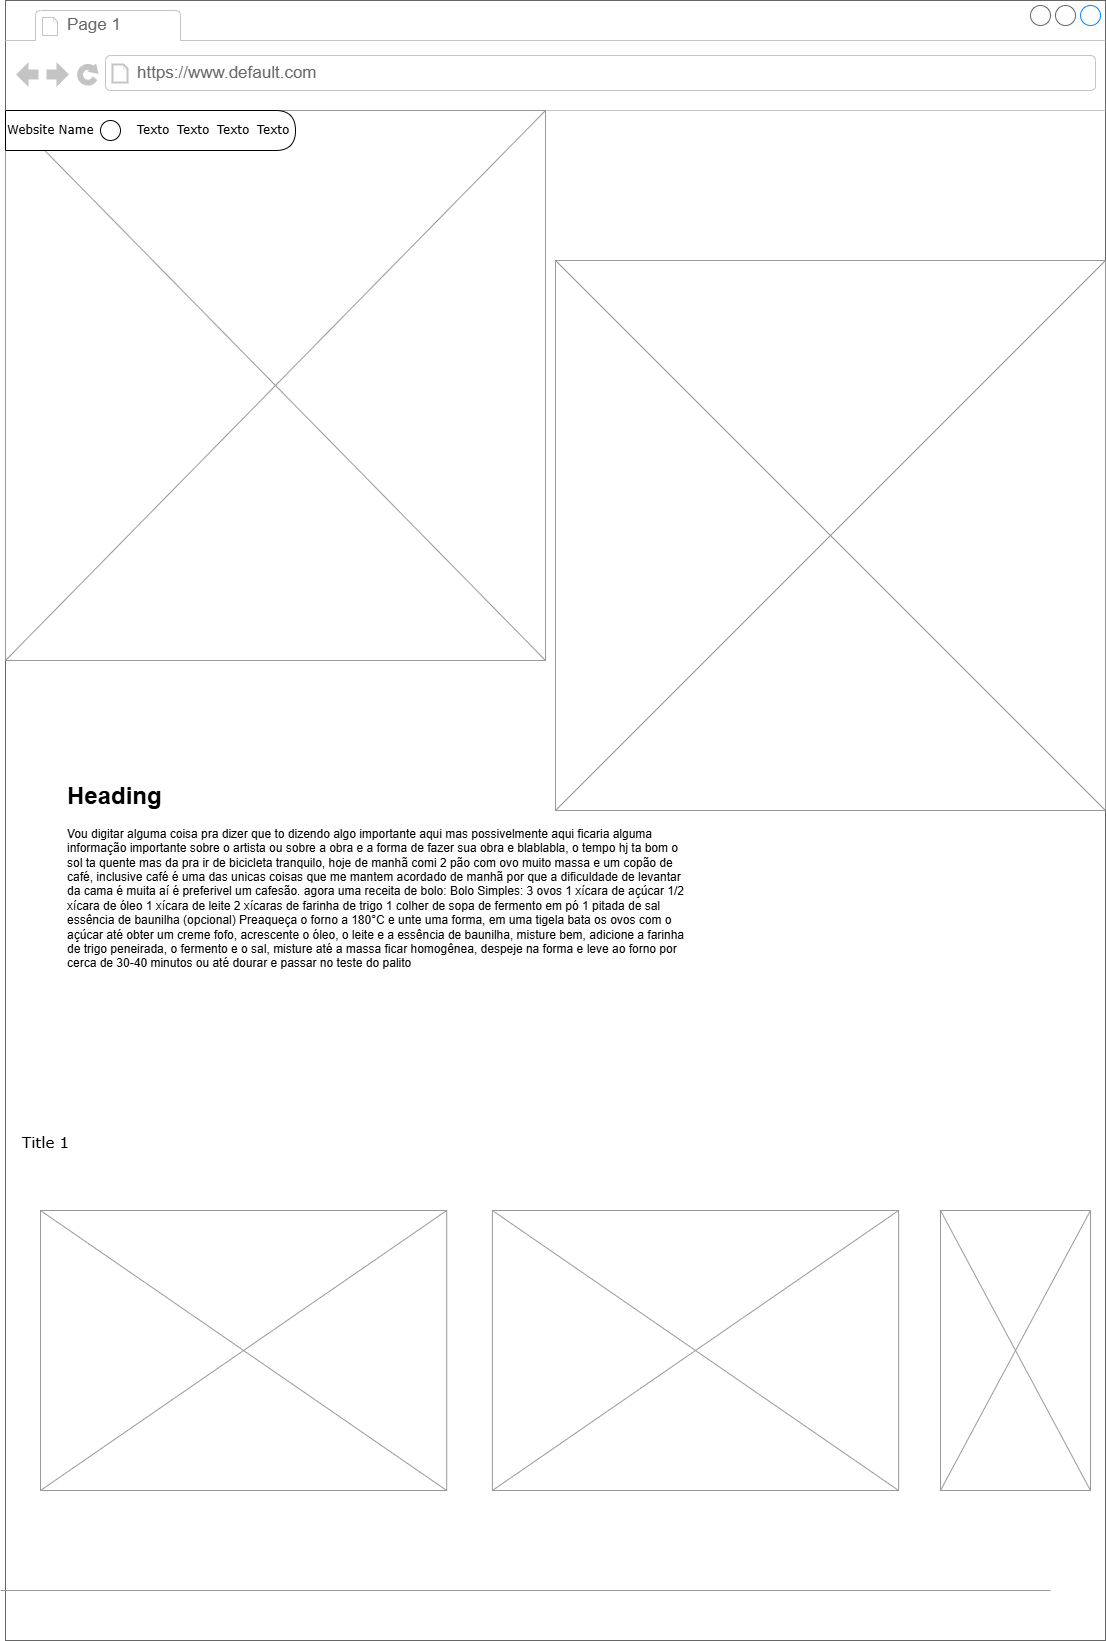 Page 1
https://www.default.com
Website Name Texto Texto Texto Texto
Heading
Vou digitar alguma coisa pra dizer que to dizendo algo importante aqui mas possivelmente aqui ficaria alguma
informação importante sobre o artista ou sobre a obra e a forma de fazer sua obra e blablabla, o tempo hj ta bom o
sol ta quente mas da pra ir de bicicleta tranquilo, hoje de manhã comi 2 pão com ovo muito massa e um copão de
café, inclusive café é uma das unicas coisas que me mantem acordado de manhã por que a dificuldade de levantar
da cama é muita aí é preferivel um cafesão. agora uma receita de bolo: Bolo Simples: 3 ovos 1 xícara de açúcar 1/2
xícara de óleo 1 xícara de leite 2 xícaras de farinha de trigo 1 colher de sopa de fermento em pó 1 pitada de sal
essência de baunilha (opcional) Preaqueça o forno a 180°C e unte uma forma, em uma tigela bata os ovos com o
açúcar até obter um creme fofo, acrescente o óleo, o leite e a essência de baunilha, misture bem, adicione a farinha
de trigo peneirada, o fermento e o sal, misture até a massa ficar homogênea, despeje na forma e leve ao forno por
cerca de 30-40 minutos ou até dourar e passar no teste do palito
Title 1